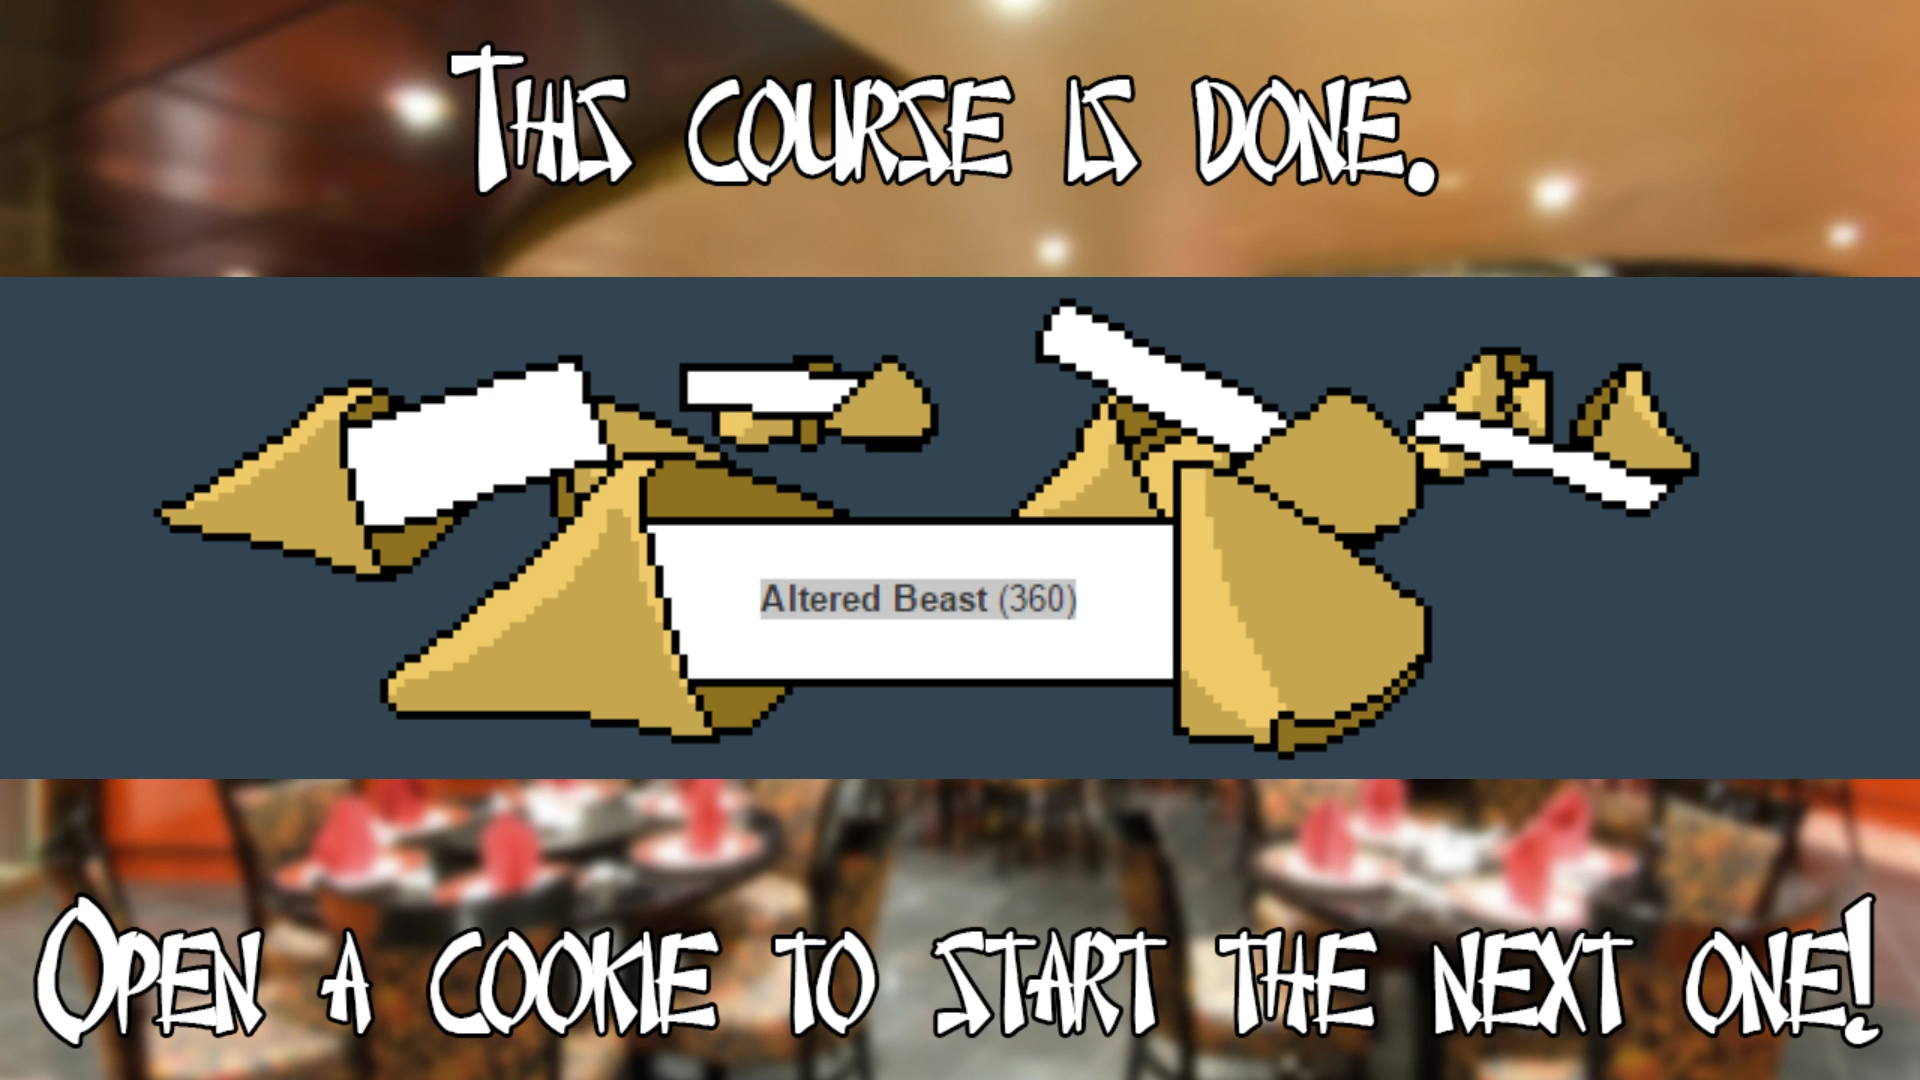 This course is done.
Altered Beast (360)
Open a cookie to start the next one!